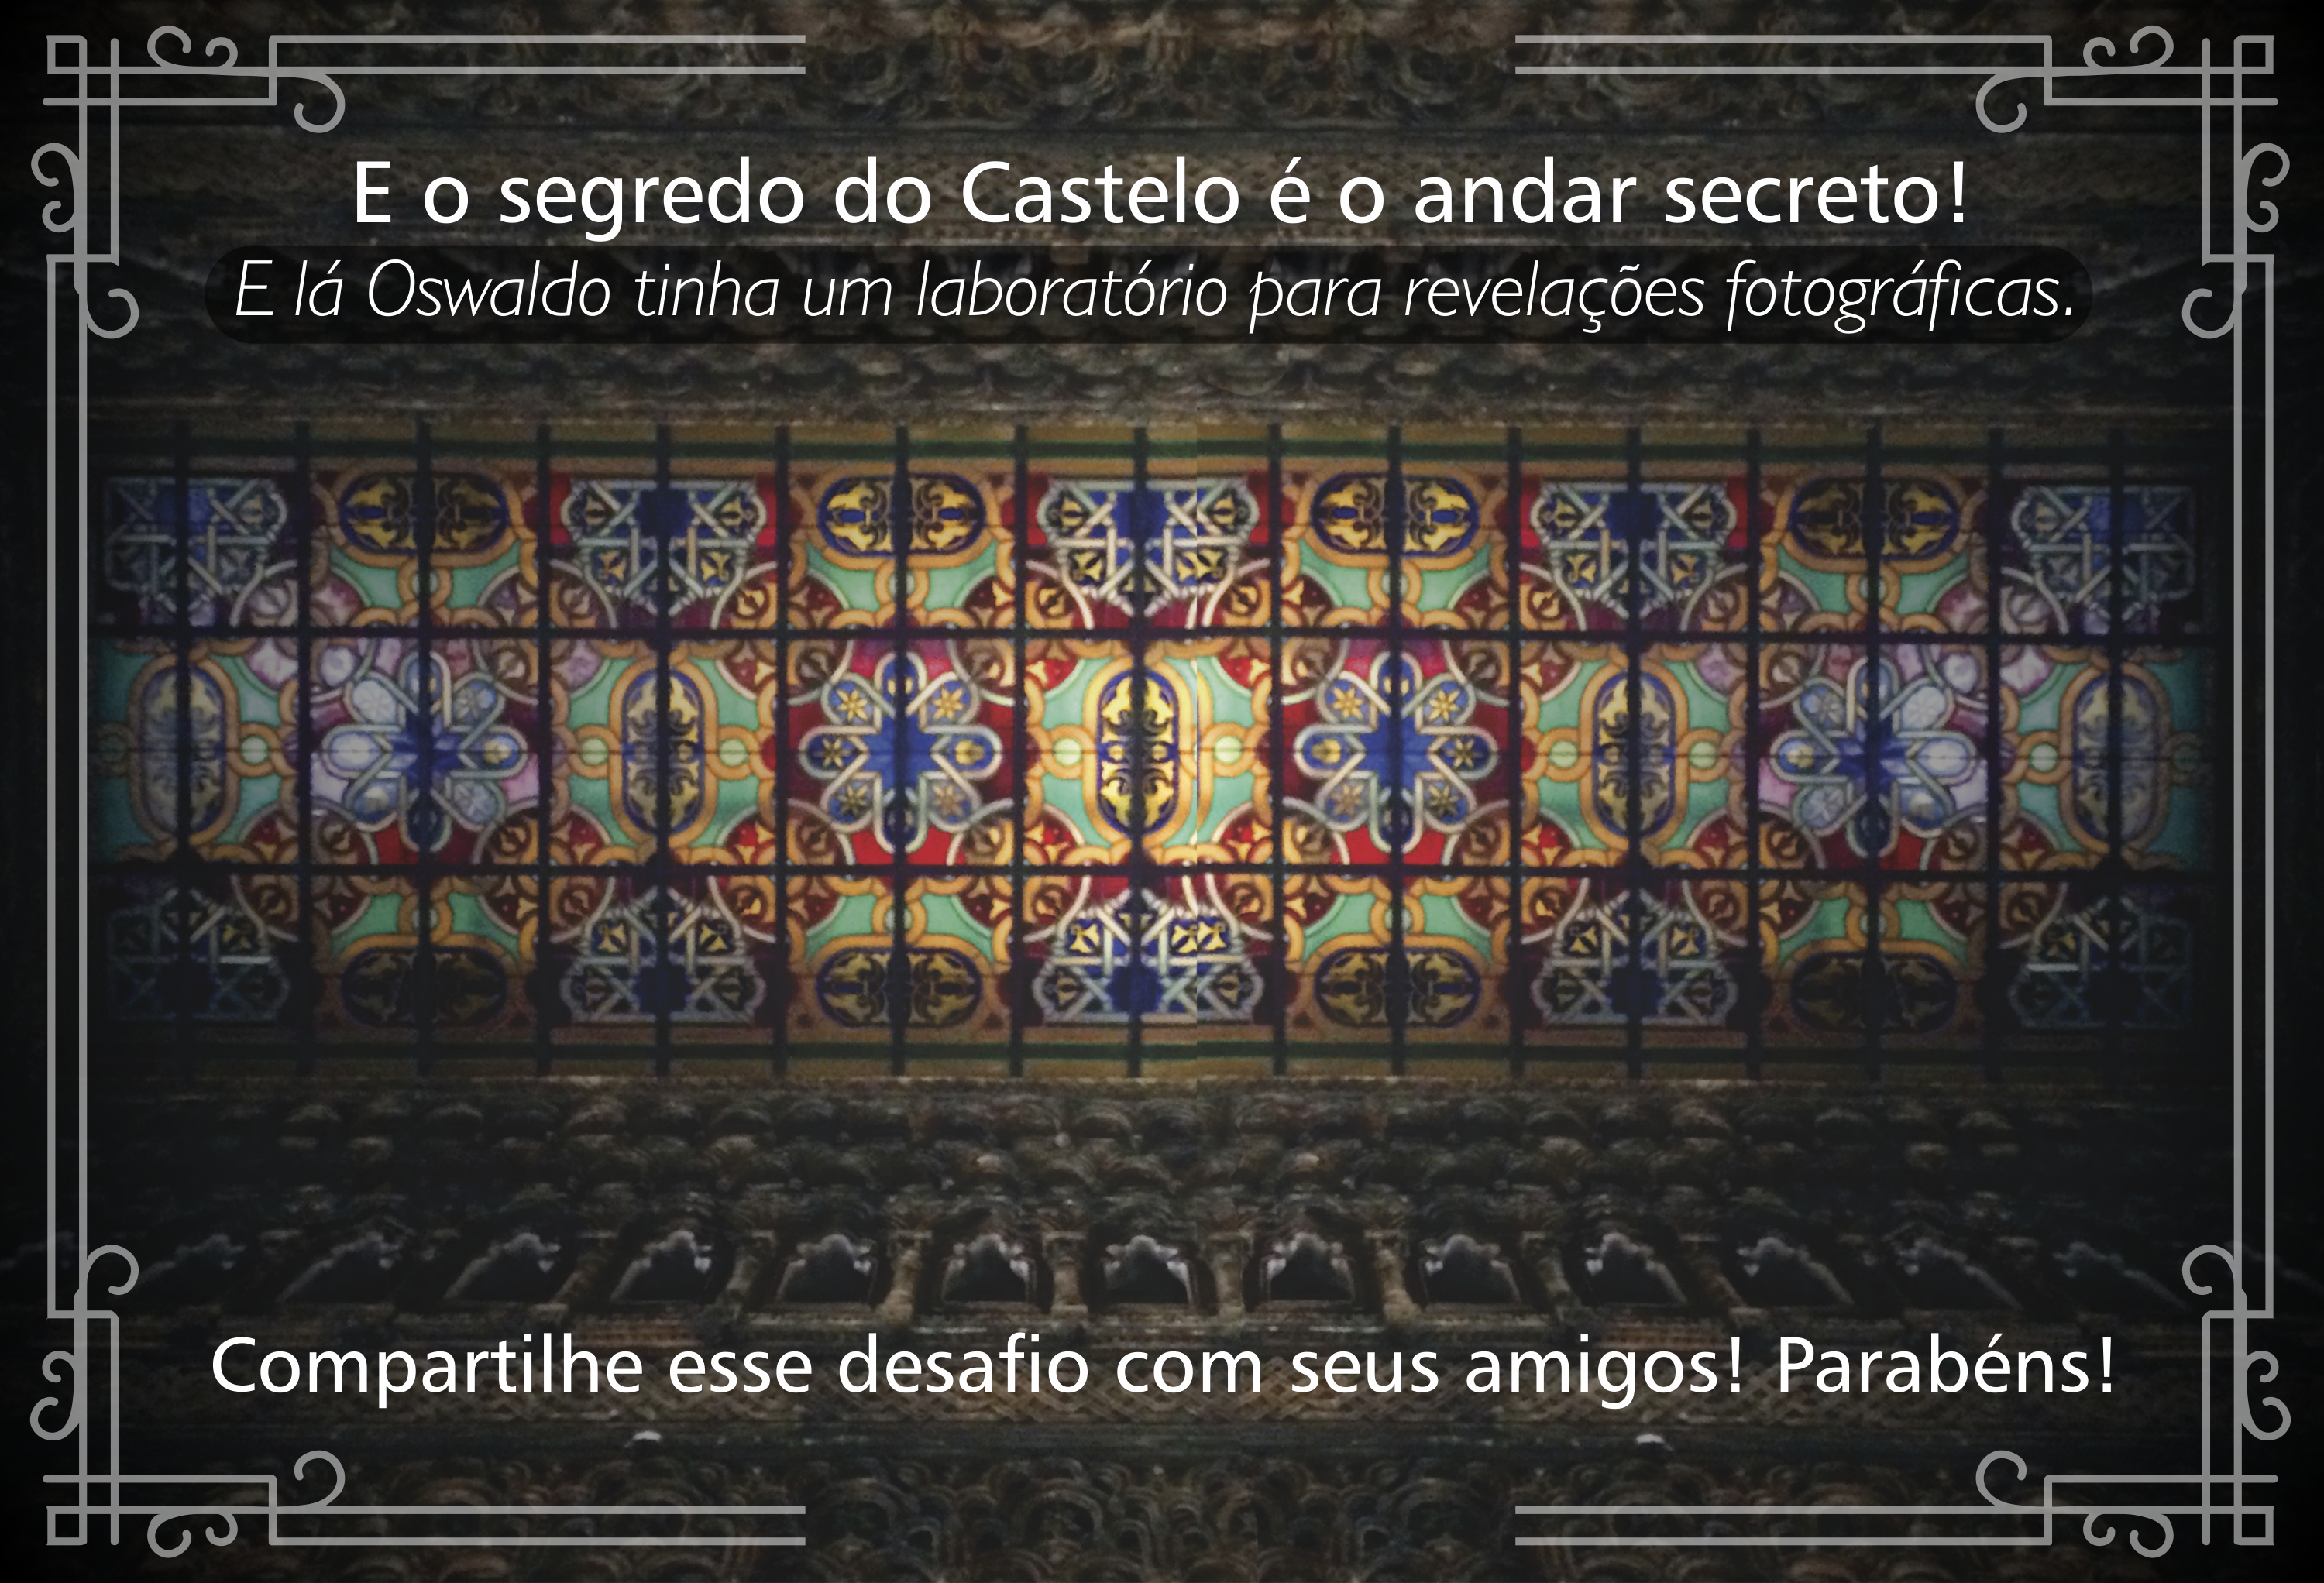 E o segredo do Castelo é o andar secreto!
E lá Oswaldo tinha um laboratório para revelações fotográficas.
Compartilhe esse desafio com seus amigos! Parabéns!